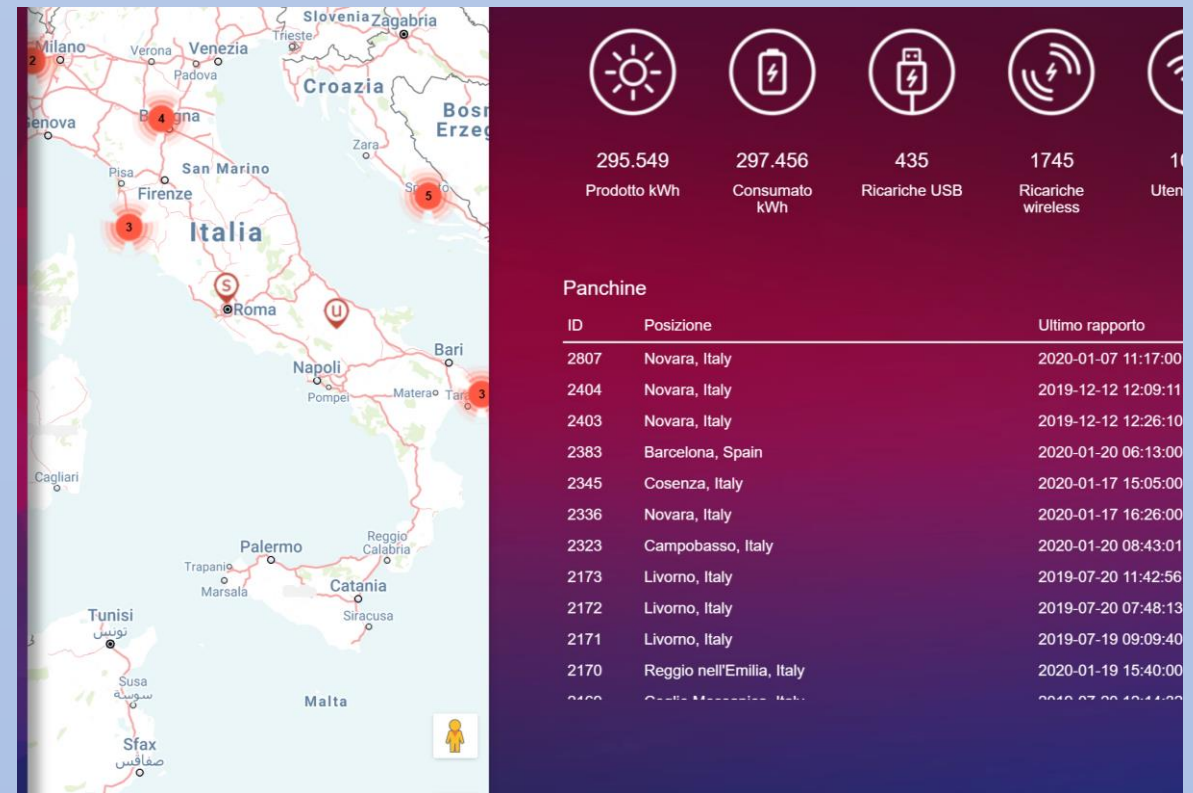 Slovenia
Zagabria
Milano
Verona
Venezia
Trieste
Padova
Croazia
2
4
Genova
Bosn
Erzeg
Zara
Pisa
San Marino
Firenze
5
3
Italia
S
Roma
U
Bari
Napoli
Pompei
Matera
Tara
3
Cagliari
Reggio
Calabria
Palermo
Trapani
Marsala
Catania
Siracusa
Tunisi
تونس
Susa
سوسة
Malta
Sfax
صفاقس
295.549 297.456 435 1745 10
Prodotto kWh Consumato Ricariche USB Ricariche Uten
kWh wireless
Panchine
ID Posizione Ultimo rapporto
2807 Novara, Italy 2020-01-07 11:17:00
2404 Novara, Italy 2019-12-12 12:09:11
2403 Novara, Italy 2019-12-12 12:26:10
2383 Barcelona, Spain 2020-01-20 06:13:00
2345 Cosenza, Italy 2020-01-17 15:05:00
2336 Novara, Italy 2020-01-17 16:26:00
2323 Campobasso, Italy 2020-01-20 08:43:01
2173 Livorno, Italy 2019-07-20 11:42:56
2172 Livorno, Italy 2019-07-20 07:48:13
2171 Livorno, Italy 2019-07-19 09:09:40
2170 Reggio nell'Emilia, Italy 2020-01-19 15:40:00